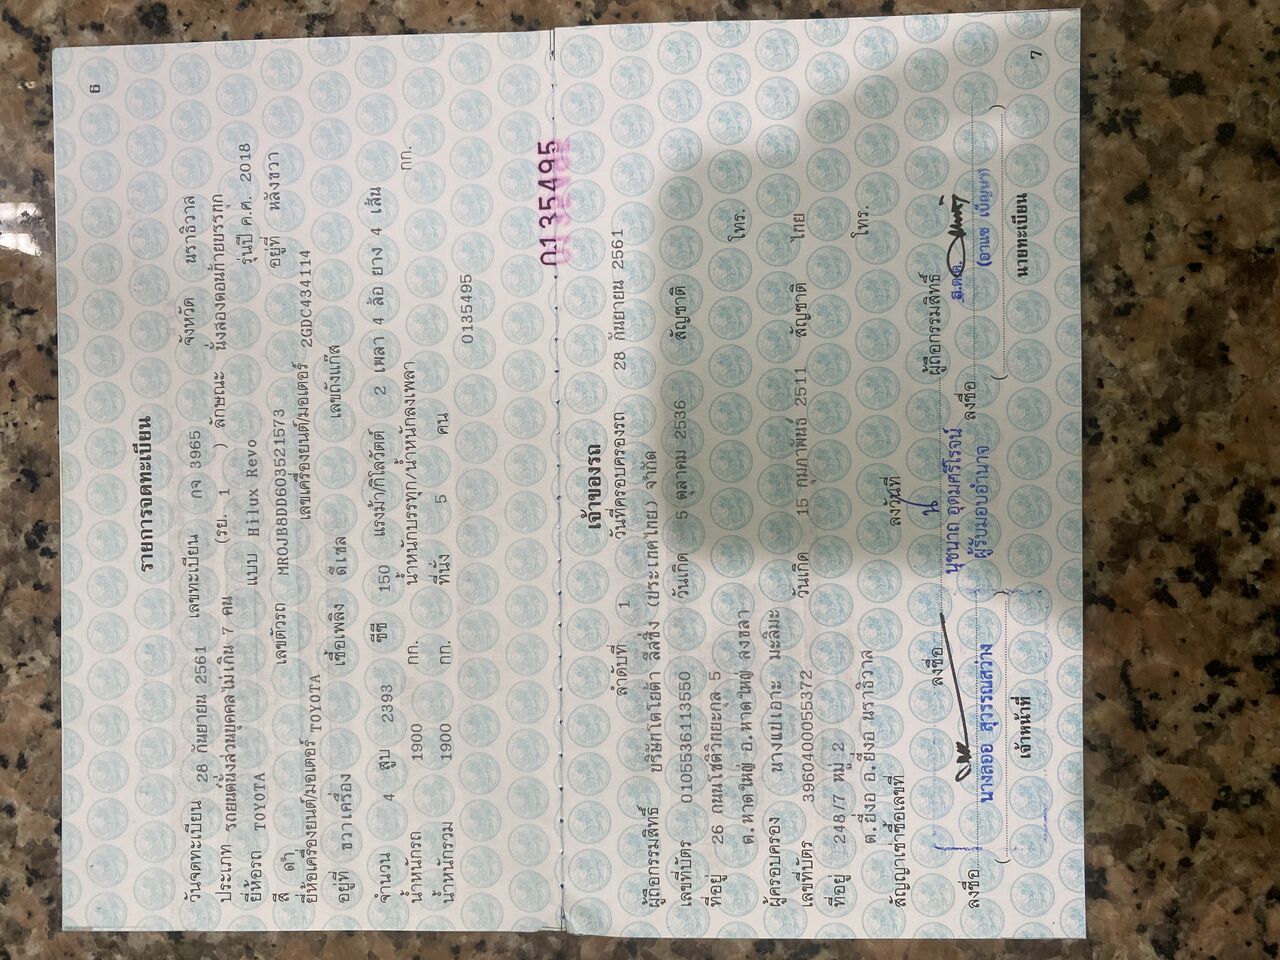 6
รายการจดทะเบียน
วันจดทะเบียน 28 กันยายน 2561 เลขทะเบียน กจ 3965 จังหวัด นราธิวาส
ประเภท รถยนต์นั่งส่วนบุคคลไม่เกิน 7 คน (รย. 1 ) ลักษณะ นั่งสองตอนท้ายบรรทุก
ยี่ห้อรถ TOYOTA แบบ Hilux Revo รุ่นปี ค.ศ. 2018
สี ดำ เลขตัวรถ MR0JB8DD603521573 อยู่ที่ หลังขวา
ยี่ห้อเครื่องยนต์/มอเตอร์ TOYOTA เลขเครื่องยนต์/มอเตอร์ 2GDC434114
อยู่ที่ ขวาเครื่อง เชื้อเพลิง ดีเซล เลขถังแก๊ส
จำนวน 4 สูบ 2393 ซีซี 150 แรงม้า/กิโลวัตต์ 2 เพลา 4 ล้อ ยาง 4 เส้น
น้ำหนักรถ 1900 กก. น้ำหนักบรรทุก/น้ำหนักลงเพลา กก.
น้ำหนักรวม 1900 กก. ที่นั่ง 5 คน
0135495
ก135495
เจ้าของรถ
ลำดับที่ 1 วันที่ครอบครองรถ 28 กันยายน 2561
ผู้ถือกรรมสิทธิ์ บริษัทโตโยต้า ลีสซิ่ง (ประเทศไทย) จำกัด
เลขที่บัตร 0105536113550 วันเกิด 5 ตุลาคม 2536 สัญชาติ
ที่อยู่ 26 ถนนโชติวิทยะกุล 5
ต.หาดใหญ่ อ.หาดใหญ่ สงขลา โทร.
ผู้ครอบครอง นางแปเอาะ มะลิมะ
เลขที่บัตร 3960400055372 วันเกิด 15 กุมภาพันธ์ 2511 สัญชาติ ไทย
ที่อยู่ 248/7 หมู่ 2
ต.ยี่งอ อ.ยี่งอ นราธิวาส โทร.
สัญญาเช่าซื้อเลขที่ ลงวันที่
ลงชื่อ ผู้ถือกรรมสิทธิ์
นุชนาถ อุดมศรีโรจน์
ผู้รับมอบอำนาจ
ลงชื่อ
นางลออ สุวรรณสว่าง
เจ้าหน้าที่
ลงชื่อ
นายทะเบียน
7